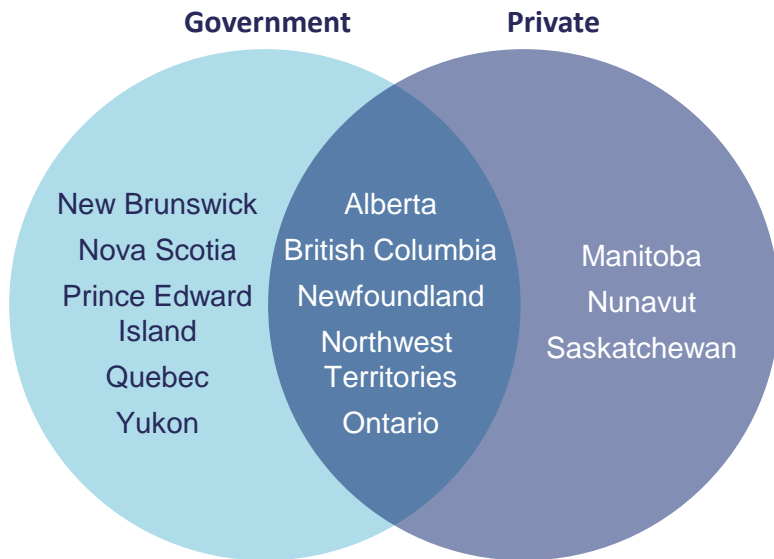 Government
Private
New Brunswick
Nova Scotia
Prince Edward
Island
Quebec
Yukon
Alberta
British Columbia
Newfoundland
Northwest
Territories
Ontario
Manitoba
Nunavut
Saskatchewan